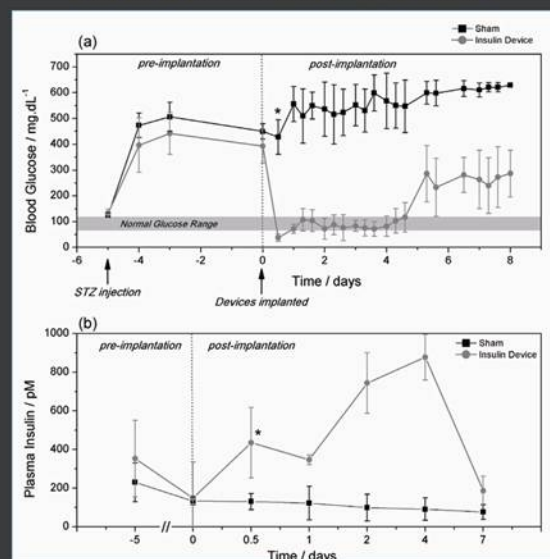 (a)
Sham
Insulin Device
pre-implantation
post-implantation
*
Blood Glucose / mg.dL⁻¹
700
600
500
400
300
200
100
0
Normal Glucose Range
-6
-4
-2
0
2
4
6
8
Time / days
STZ injection
Devices implanted
(b)
Sham
Insulin Device
pre-implantation
post-implantation
*
Plasma Insulin / pM
1000
800
600
400
200
0
-5
//
0
0.5
1
2
4
7
Time / days